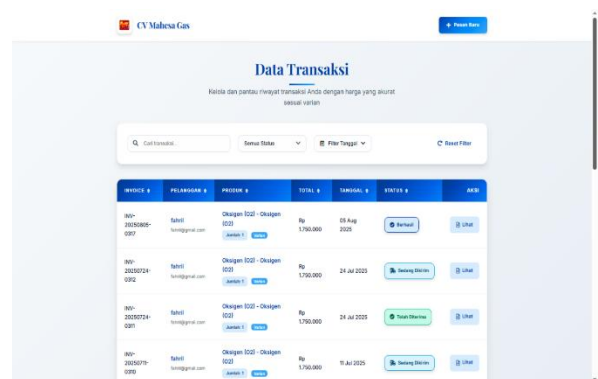 CV Mahesa Gas
+ Pesan Baru
Data Transaksi
Kelola dan pantau riwayat transaksi Anda dengan harga yang akurat
sesuai varian
Cari transaksi...
Semua Status
Filter Tanggal
Reset Filter
INVOICE PELANGGAN PRODUK TOTAL TANGGAL STATUS AKSI
INV-
20250805-
0317
fahril
fahril@gmail.com
Oksigen (O2) - Oksigen
(O2)
Jumlah: 1
Rp
1.750.000
05 Aug
2025
Berhasil
Lihat
INV-
20250724-
0312
fahril
fahril@gmail.com
Oksigen (O2) - Oksigen
(O2)
Jumlah: 1
Rp
1.750.000
24 Jul 2025
Sedang Dikirim
Lihat
INV-
20250724-
0311
fahril
fahril@gmail.com
Oksigen (O2) - Oksigen
(O2)
Jumlah: 1
Rp
1.750.000
24 Jul 2025
Telah Diterima
Lihat
INV-
20250711-
0310
fahril
fahril@gmail.com
Oksigen (O2) - Oksigen
(O2)
Jumlah: 1
Rp
1.750.000
11 Jul 2025
Sedang Dikirim
Lihat